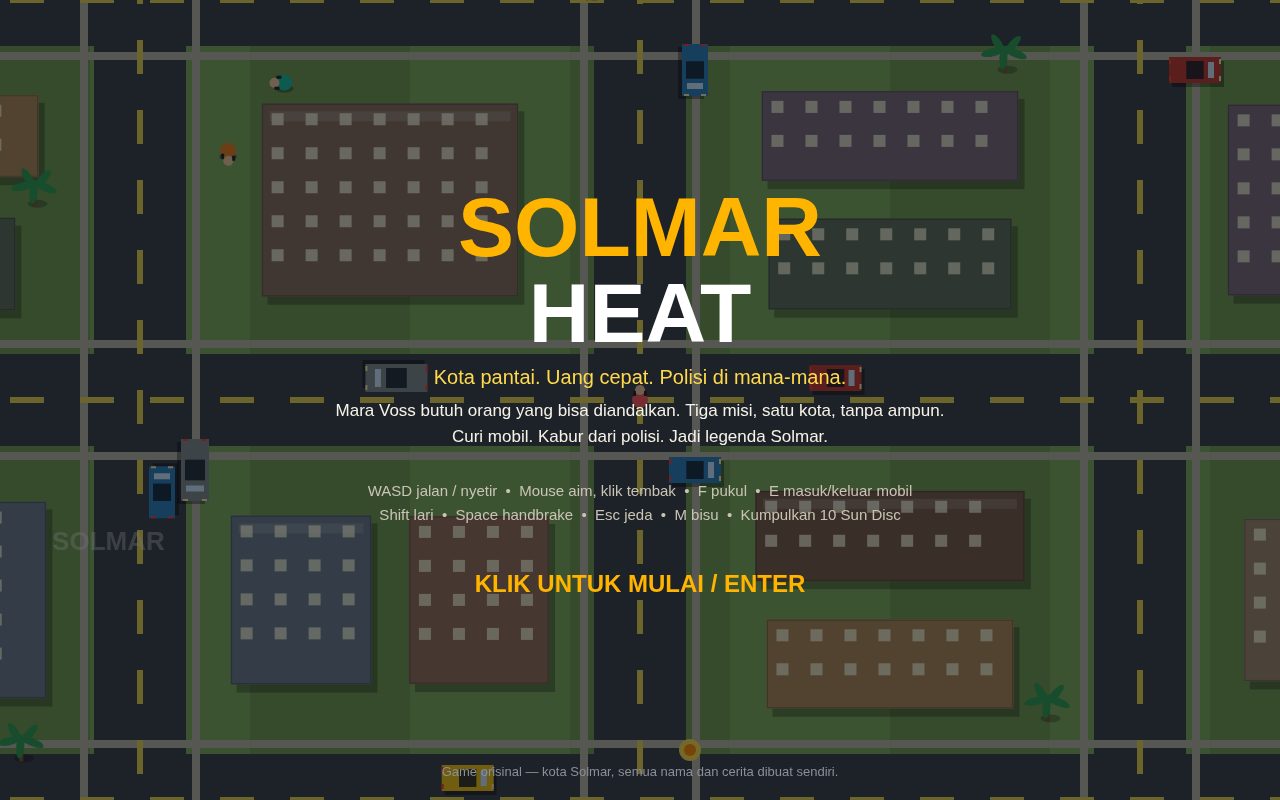 SOLMAR
HEAT
Kota pantai. Uang cepat. Polisi di mana-mana.
Mara Voss butuh orang yang bisa diandalkan. Tiga misi, satu kota, tanpa ampun.
Curi mobil. Kabur dari polisi. Jadi legenda Solmar.
WASD jalan / nyetir • Mouse aim, klik tembak • F pukul • E masuk/keluar mobil
Shift lari • Space handbrake • Esc jeda • M bisu • Kumpulkan 10 Sun Disc
SOLMAR
KLIK UNTUK MULAI / ENTER
Game orisinal — kota Solmar, semua nama dan cerita dibuat sendiri.